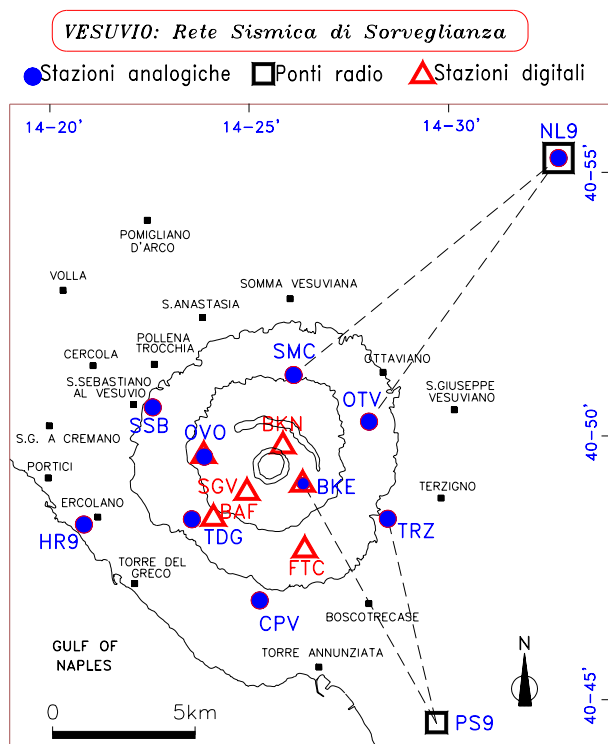 VESUVIO: Rete Sismica di Sorveglianza
Stazioni analogiche
Ponti radio
Stazioni digitali
14-20'
14-25'
14-30'
NL9
40-55'
POMIGLIANO
D'ARCO
VOLLA
SOMMA VESUVIANA
S.ANASTASIA
POLLENA
TROCCHIA
CERCOLA
SMC
OTTAVIANO
S.SEBASTIANO
AL VESUVIO
S.GIUSEPPE
VESUVIANO
OTV
SSB
OVO
BKN
40-50'
S.G. A CREMANO
PORTICI
SGV
BKE
TERZIGNO
ERCOLANO
BAF
HR9
TDG
TRZ
FTC
TORRE DEL
GRECO
CPV
BOSCOTRECASE
GULF OF
NAPLES
TORRE ANNUNZIATA
N
40-45'
0
5km
PS9